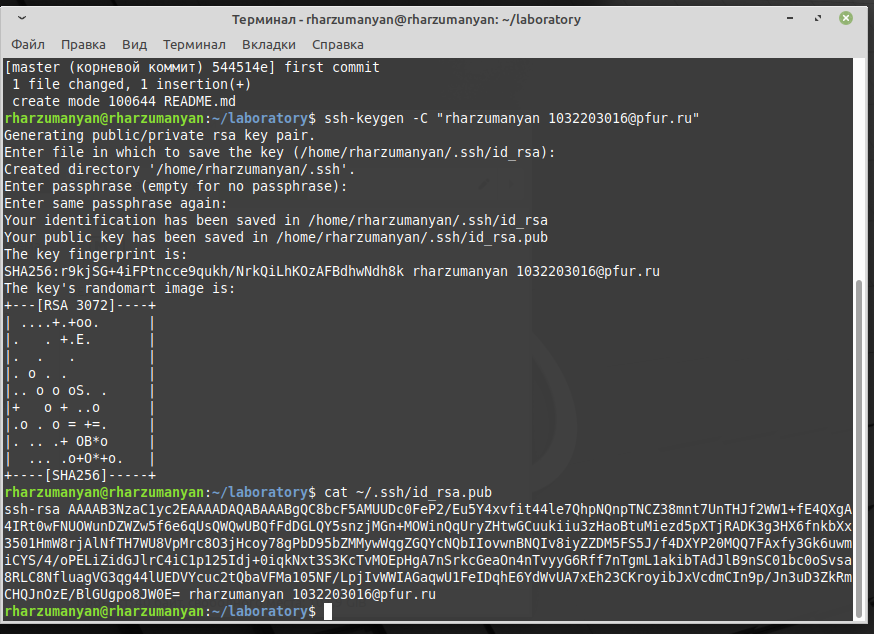 Терминал - rharzumanyan@rharzumanyan: ~/laboratory
Файл Правка Вид Терминал Вкладки Справка
[master (корневой коммит) 544514e] first commit
 1 file changed, 1 insertion(+)
 create mode 100644 README.md
rharzumanyan@rharzumanyan:~/laboratory$ ssh-keygen -C "rharzumanyan 1032203016@pfur.ru"
Generating public/private rsa key pair.
Enter file in which to save the key (/home/rharzumanyan/.ssh/id_rsa):
Created directory '/home/rharzumanyan/.ssh'.
Enter passphrase (empty for no passphrase):
Enter same passphrase again:
Your identification has been saved in /home/rharzumanyan/.ssh/id_rsa
Your public key has been saved in /home/rharzumanyan/.ssh/id_rsa.pub
The key fingerprint is:
SHA256:r9kjSG+4iFPtncce9qukh/NrkQiLhKOzAFBdhwNdh8k rharzumanyan 1032203016@pfur.ru
The key's randomart image is:
+---[RSA 3072]----+
| ....+.+oo.      |
|.   . +.E.       |
|.  .   .         |
|. o . .          |
|.. o o oS. .     |
|+   o + ..o      |
|.o . o = +=.     |
|. .. .+ OB*o     |
|  ... .o+O*+o.   |
+----[SHA256]-----+
rharzumanyan@rharzumanyan:~/laboratory$ cat ~/.ssh/id_rsa.pub
ssh-rsa AAAAB3NzaC1yc2EAAAADAQABAAABgQC8bcF5AMUUDc0FeP2/Eu5Y4xvfit44le7QhpNQnpTNCZ38mnt7UnTHJf2WW1+fE4QXgA
4IRt0wFNUOWunDZWZw5f6e6qUsQWQwUBQfFdDGLQY5snzjMGn+MOWinQqUryZHtwGCuukiiu3zHaoBtuMiezd5pXTjRADK3g3HX6fnkbXx
3501HmW8rjAlNfTH7WU8VpMrc8O3jHcoy78gPbD95bZMMywWqgZGQYcNQbIIovwnBNQIv8iyZZDM5FS5J/f4DXYP20MQQ7FAxfy3Gk6uwm
iCYS/4/oPELiZidGJlrC4iC1p125Idj+0iqkNxt3S3KcTvMOEpHgA7nSrkcGeaOn4nTvyyG6Rff7nTgmL1akibTAdJlB9nSC01bc0oSvsa
8RLC8NfluagVG3qg44lUEDVYcuc2tQbaVFMa105NF/LpjIvWWIAGaqwU1FeIDqhE6YdWvUA7xEh23CKroyibJxVcdmCIn9p/Jn3uD3ZkRm
CHQJnOzE/BlGUgpo8JW0E= rharzumanyan 1032203016@pfur.ru
rharzumanyan@rharzumanyan:~/laboratory$